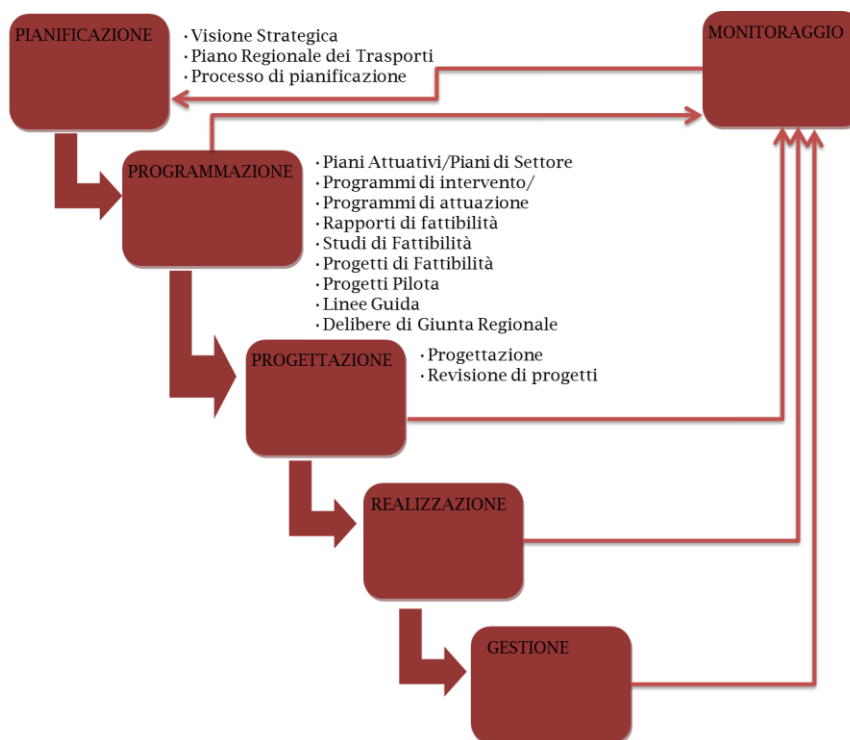 PIANIFICAZIONE
· Visione Strategica
· Piano Regionale dei Trasporti
· Processo di pianificazione
MONITORAGGIO
PROGRAMMAZIONE
· Piani Attuativi/Piani di Settore
· Programmi di intervento/
· Programmi di attuazione
· Rapporti di fattibilità
· Studi di Fattibilità
· Progetti di Fattibilità
· Progetti Pilota
· Linee Guida
· Delibere di Giunta Regionale
PROGETTAZIONE
· Progettazione
· Revisione di progetti
REALIZZAZIONE
GESTIONE